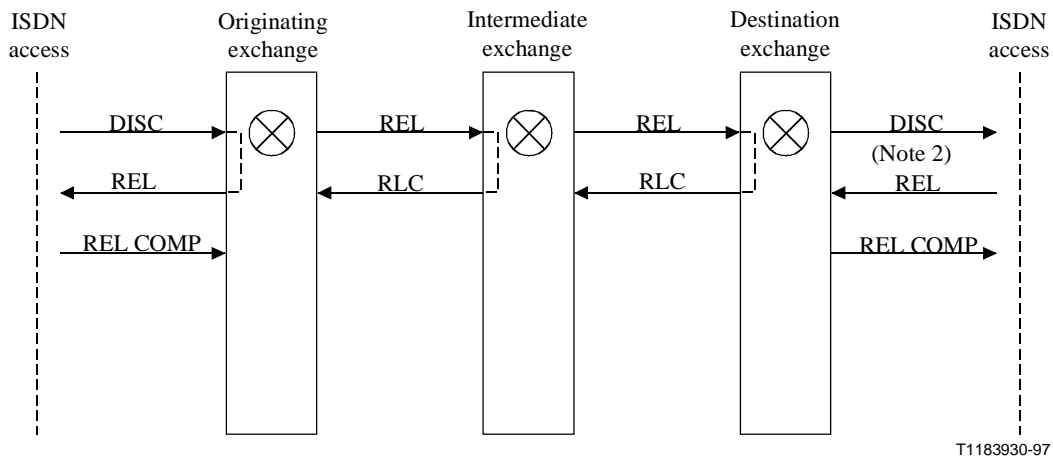 ISDN
access
Originating
exchange
Intermediate
exchange
Destination
exchange
ISDN
access
DISC
REL
REL
DISC
(Note 2)
REL
RLC
RLC
REL
REL COMP
REL COMP
T1183930-97